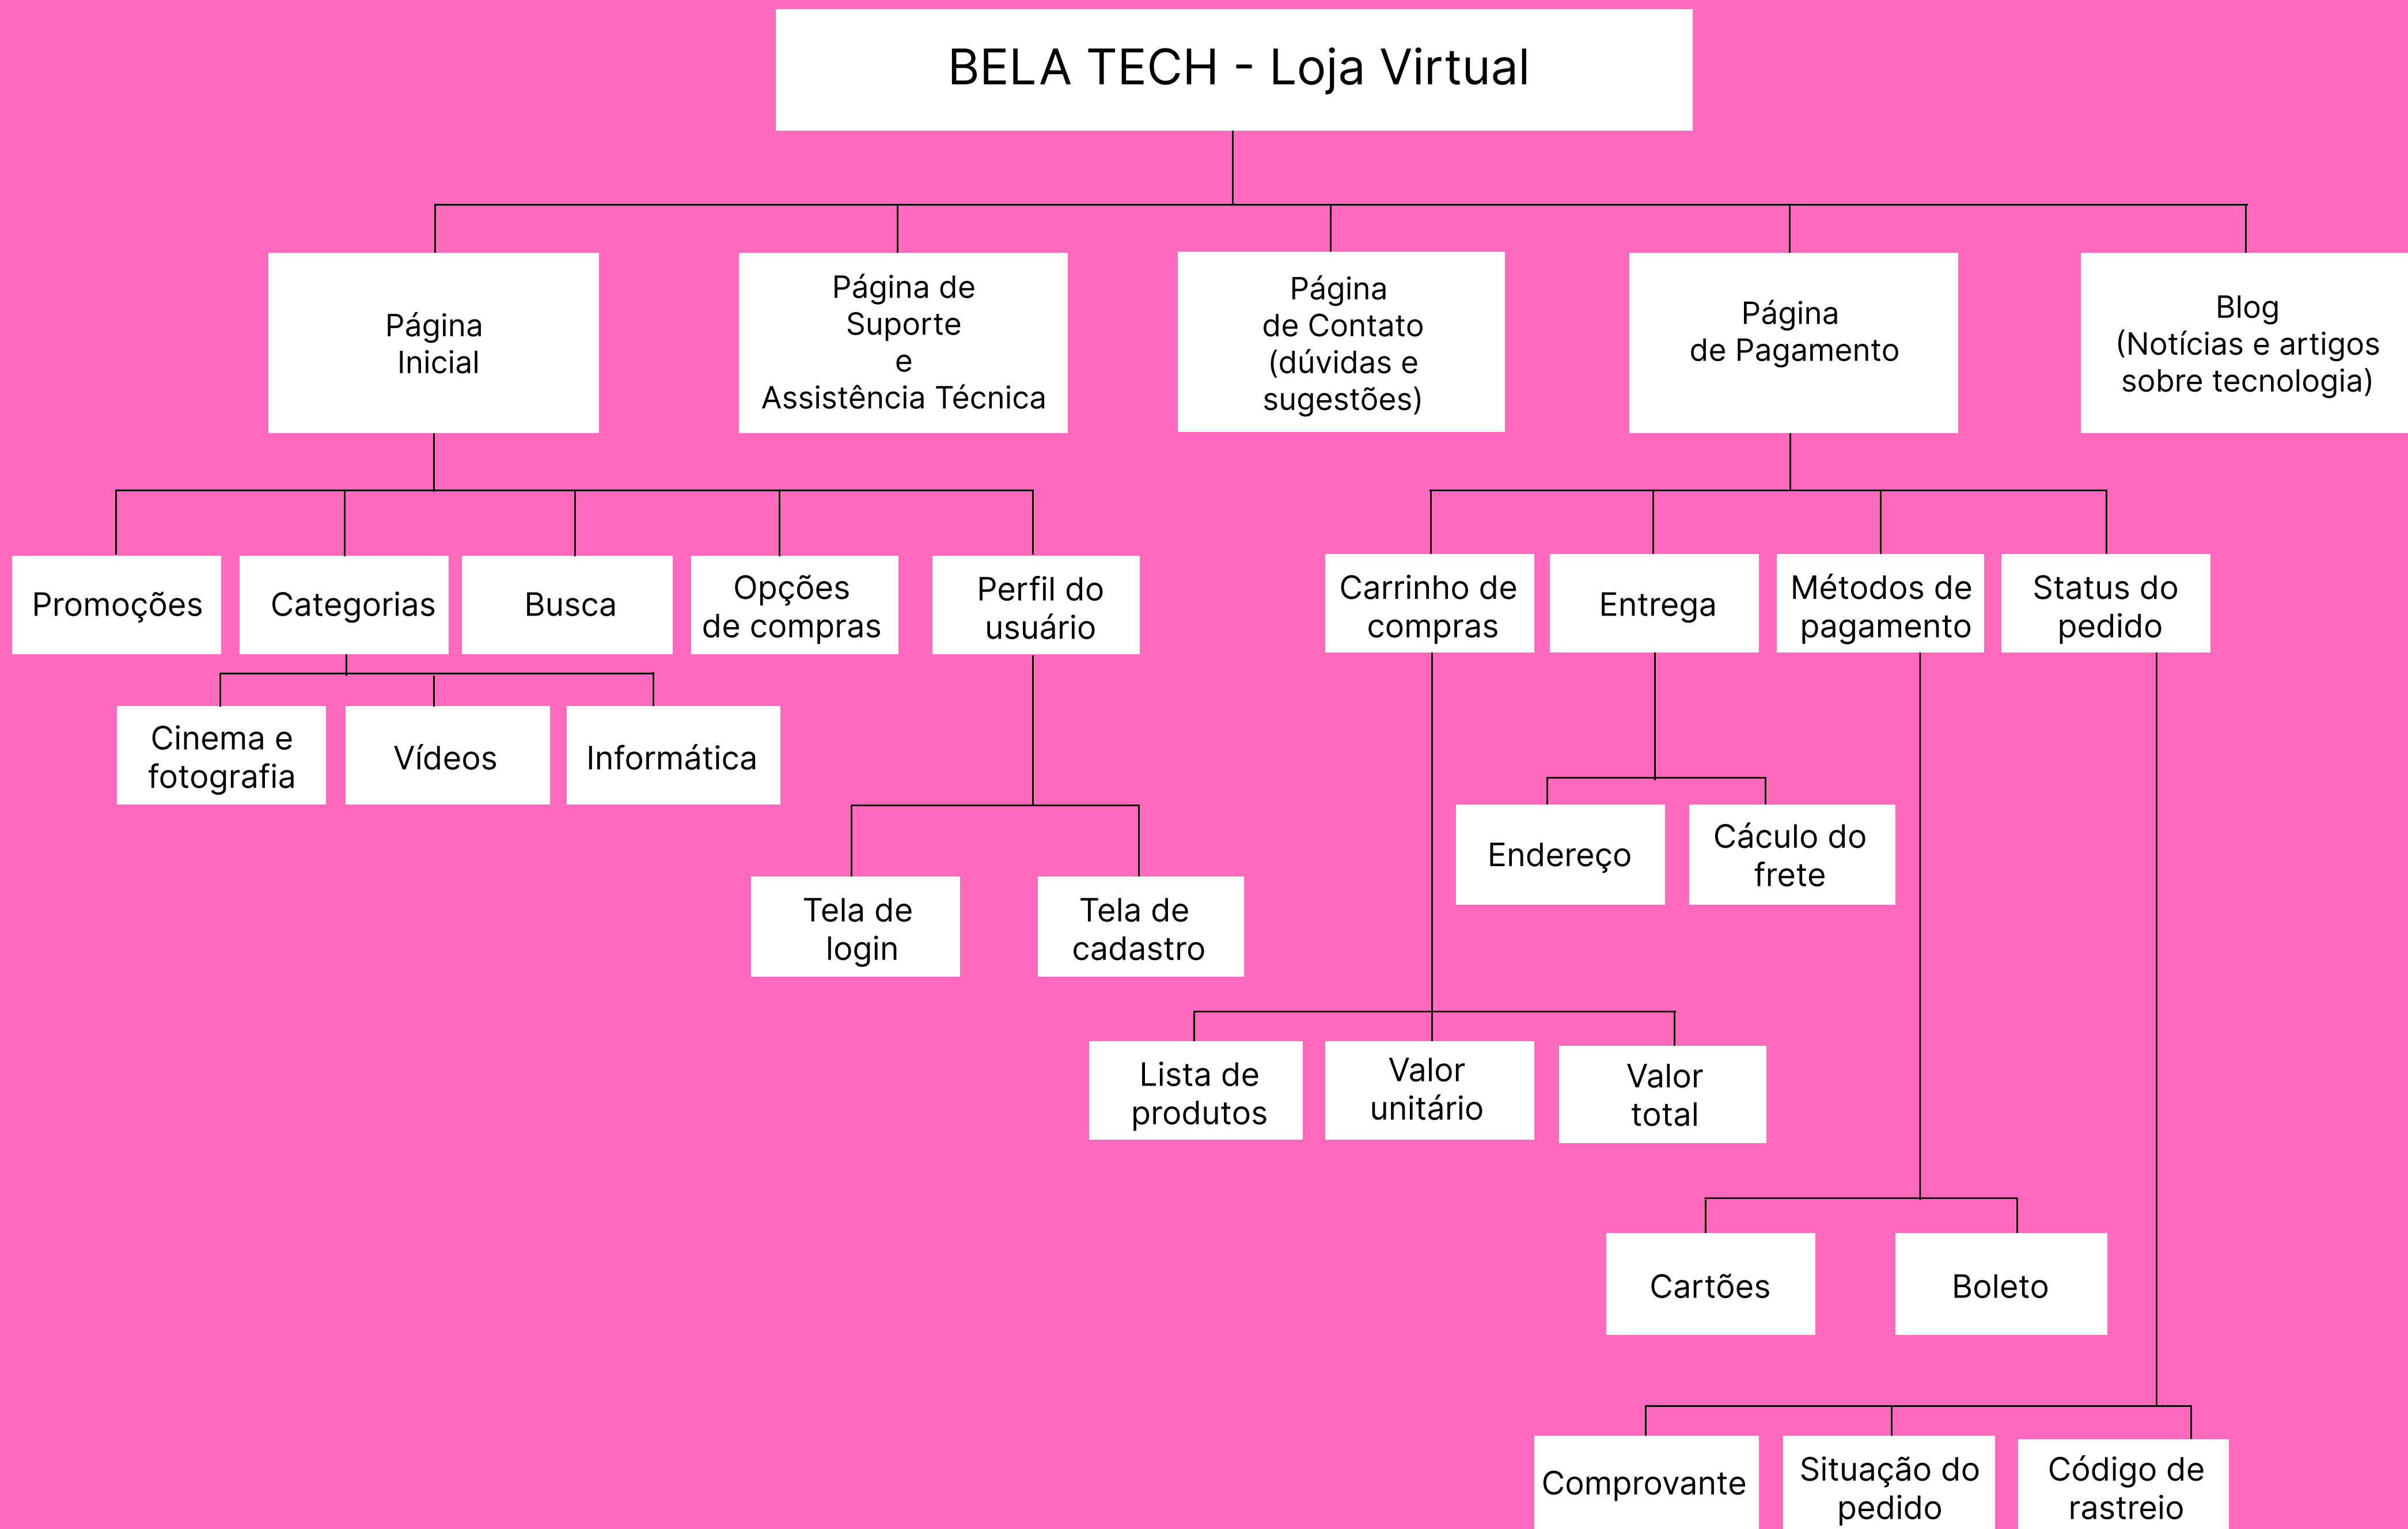 BELA TECH - Loja Virtual
Página
Inicial
Página de
Suporte
e
Assistência Técnica
Página
de Contato
(dúvidas e
sugestões)
Página
de Pagamento
Blog
(Notícias e artigos
sobre tecnologia)
Promoções
Categorias
Busca
Opções
de compras
Perfil do
usuário
Carrinho de
compras
Entrega
Métodos de
pagamento
Status do
pedido
Cinema e
fotografia
Vídeos
Informática
Endereço
Cáculo do
frete
Tela de
login
Tela de
cadastro
Lista de
produtos
Valor
unitário
Valor
total
Cartões
Boleto
Comprovante
Situação do
pedido
Código de
rastreio